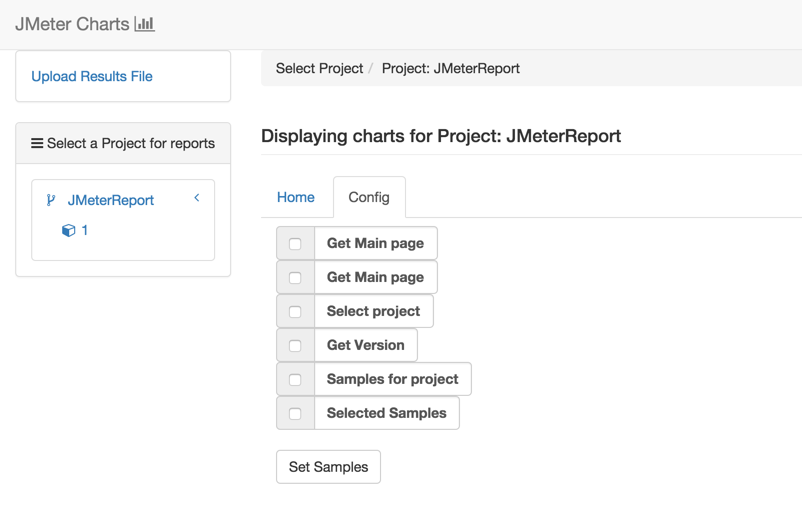 JMeter Charts
Upload Results File
Select a Project for reports
JMeterReport
1
Select Project / Project: JMeterReport
Displaying charts for Project: JMeterReport
Home Config
Get Main page
Get Main page
Select project
Get Version
Samples for project
Selected Samples
Set Samples